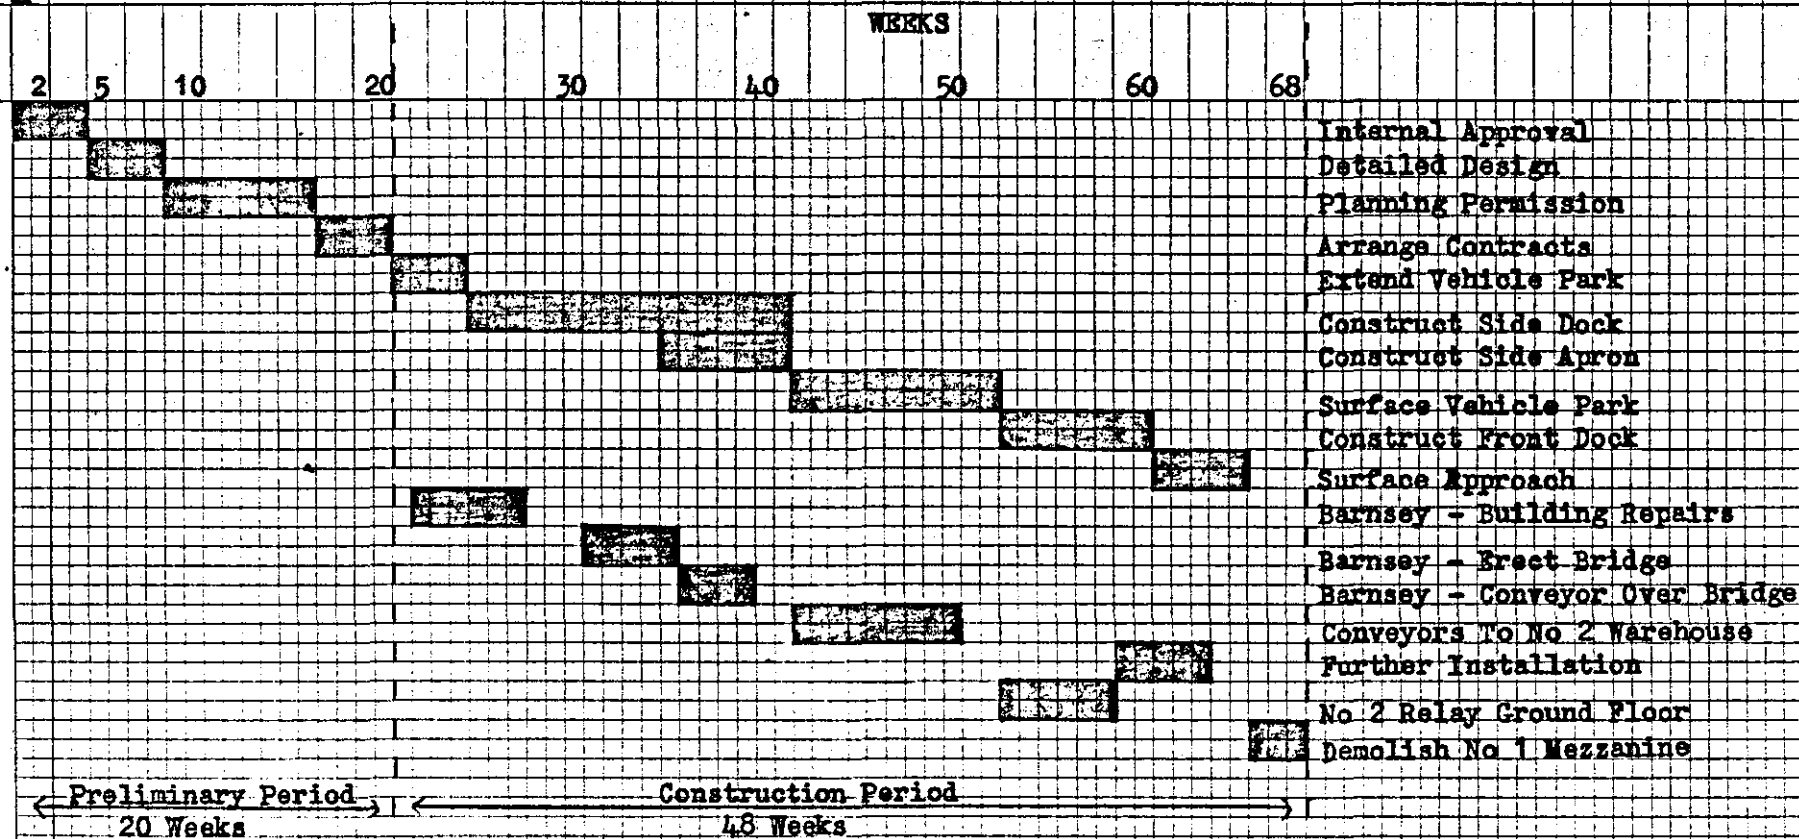 WEEKS
2 5 10 20 30 40 50 60 68
Internal Approval
Detailed Design
Planning Permission
Arrange Contracts
Extend Vehicle Park
Construct Side Dock
Construct Side Apron
Surface Vehicle Park
Construct Front Dock
Surface Approach
Barnsey - Building Repairs
Barnsey - Erect Bridge
Barnsey - Conveyor Over Bridge
Conveyors To No 2 Warehouse
Further Installation
No 2 Relay Ground Floor
Demolish No 1 Mezzanine
Preliminary Period Construction Period
20 Weeks 48 Weeks